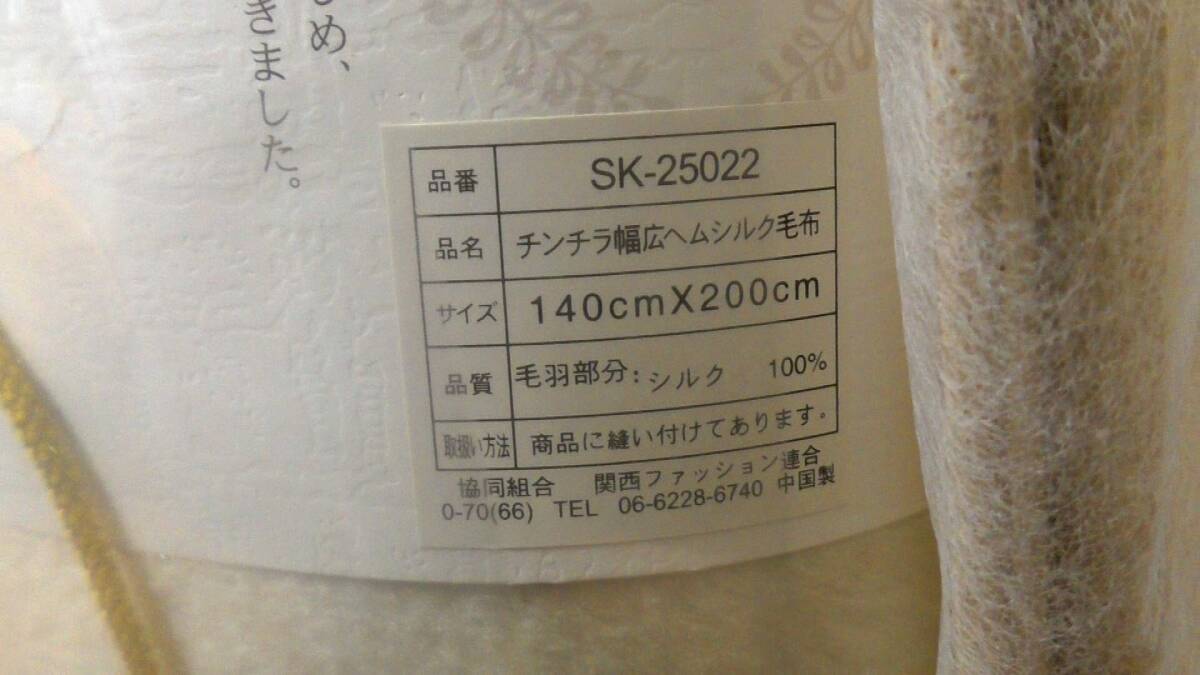 め、
きました。
品番 SK-25022
品名 チンチラ幅広ヘムシルク毛布
サイズ 140cmX200cm
品質 毛羽部分:シルク 100%
取扱い方法 商品に縫い付けてあります。
協同組合 関西ファッション連合
0-70(66) TEL 06-6228-6740 中国製